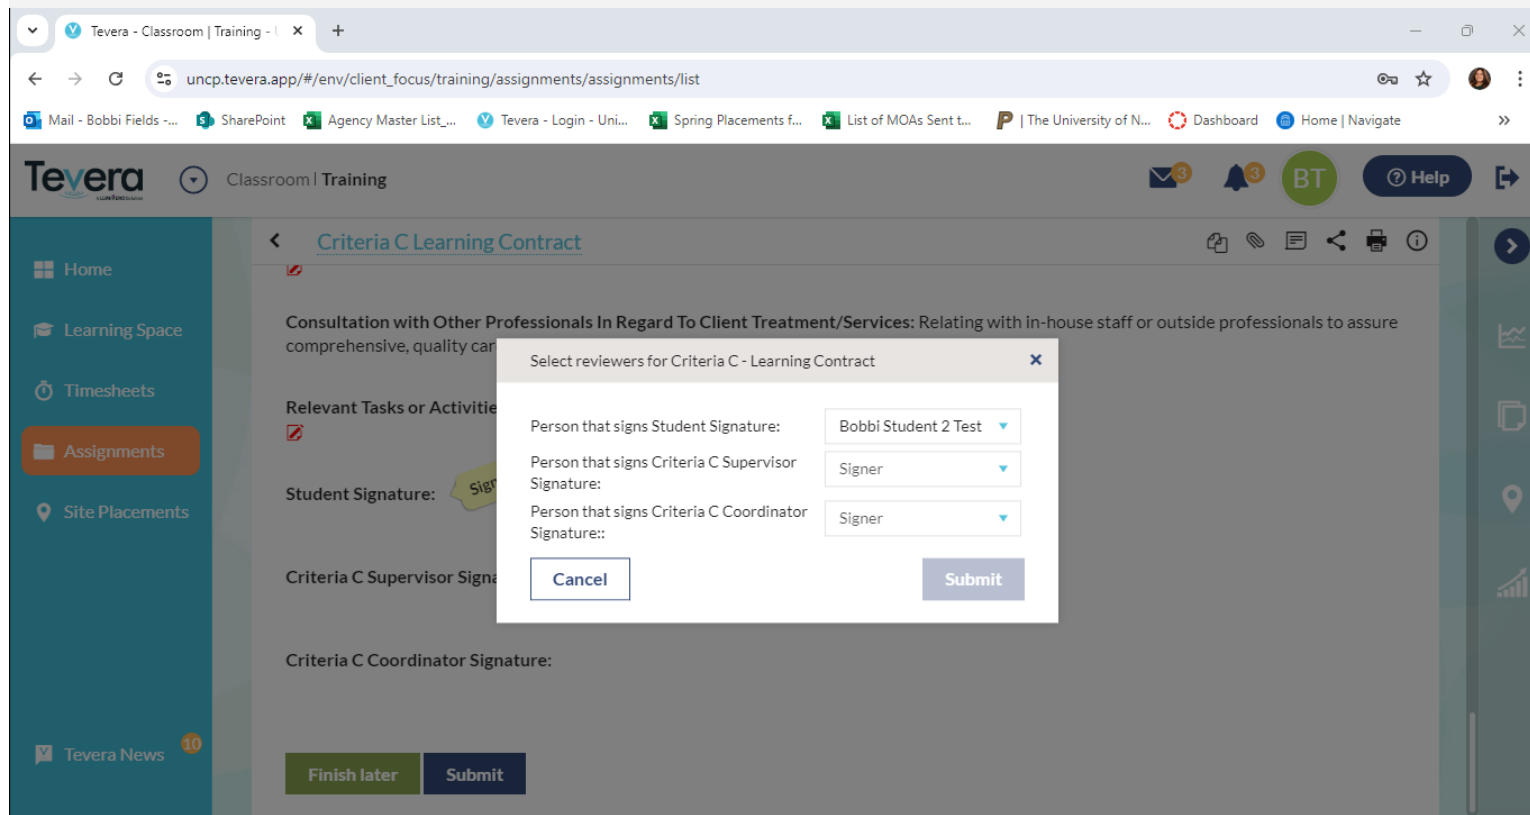 Tevera - Classroom | Training - U
uncp.tevera.app/#/env/client_focus/training/assignments/assignments/list
Mail - Bobbi Fields -... SharePoint Agency Master List_... Tevera - Login - Uni... Spring Placements f... List of MOAs Sent t... | The University of N... Dashboard Home | Navigate
Tevera Classroom | Training 3 3 BT Help
Criteria C Learning Contract
Home
Learning Space
Timesheets
Assignments
Site Placements
Tevera News 10
Consultation with Other Professionals In Regard To Client Treatment/Services: Relating with in-house staff or outside professionals to assure
comprehensive, quality car
Relevant Tasks or Activitie
Student Signature: Sign
Criteria C Supervisor Signa
Criteria C Coordinator Signature:
Finish later Submit
Select reviewers for Criteria C - Learning Contract
Person that signs Student Signature: Bobbi Student 2 Test
Person that signs Criteria C Supervisor
Signature: Signer
Person that signs Criteria C Coordinator
Signature:: Signer
Cancel Submit